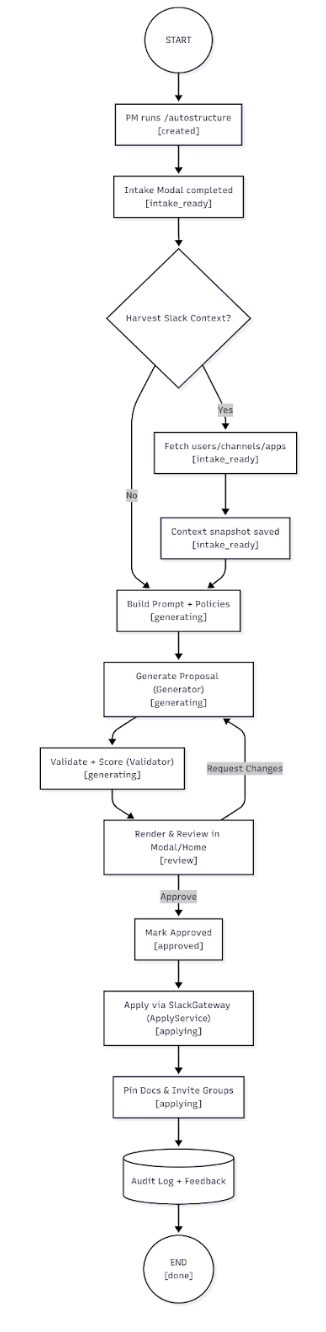 START
PM runs /autostructure
[created]
Intake Modal completed
[intake_ready]
Harvest Slack Context?
Yes
Fetch users/channels/apps
[intake_ready]
No
Context snapshot saved
[intake_ready]
Build Prompt + Policies
[generating]
Generate Proposal
(Generator)
[generating]
Validate + Score (Validator)
[generating]
Request Changes
Render & Review in
Modal/Home
[review]
Approve
Mark Approved
[approved]
Apply via SlackGateway
(ApplyService)
[applying]
Pin Docs & Invite Groups
[applying]
Audit Log + Feedback
END
[done]